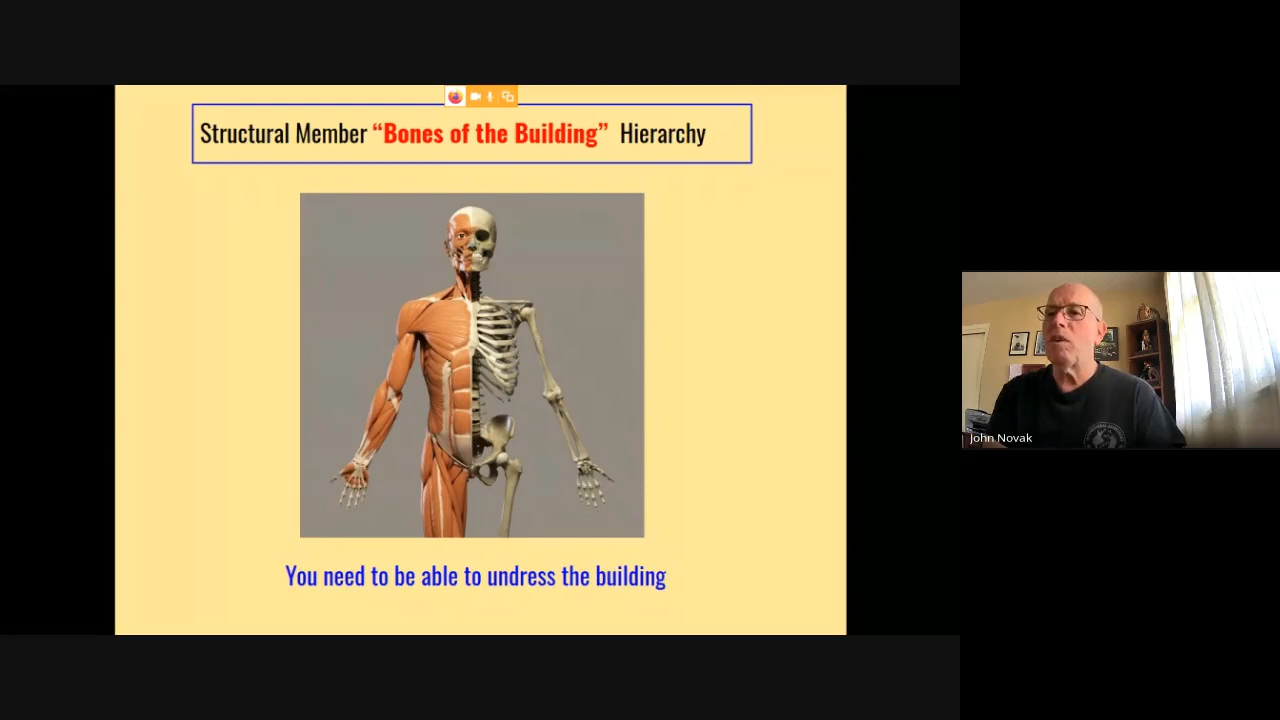 Structural Member “Bones of the Building” Hierarchy
You need to be able to undress the building
John Novak